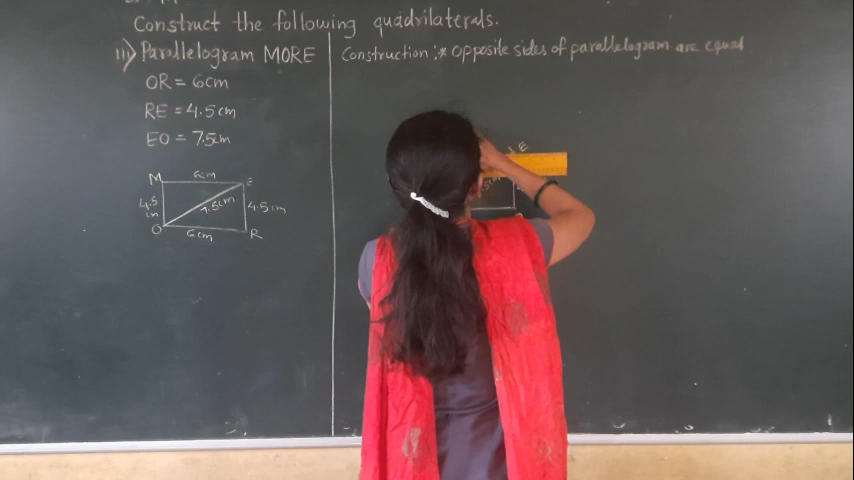 Construct the following quadrilaterals.
iii) Parallelogram MORE
OR = 6cm
RE = 4.5cm
EO = 7.5cm
M 6cm E
4.5 cm 7.5cm 4.5cm
O 6cm R
Construction :* Opposite sides of parallelogram are equal
E